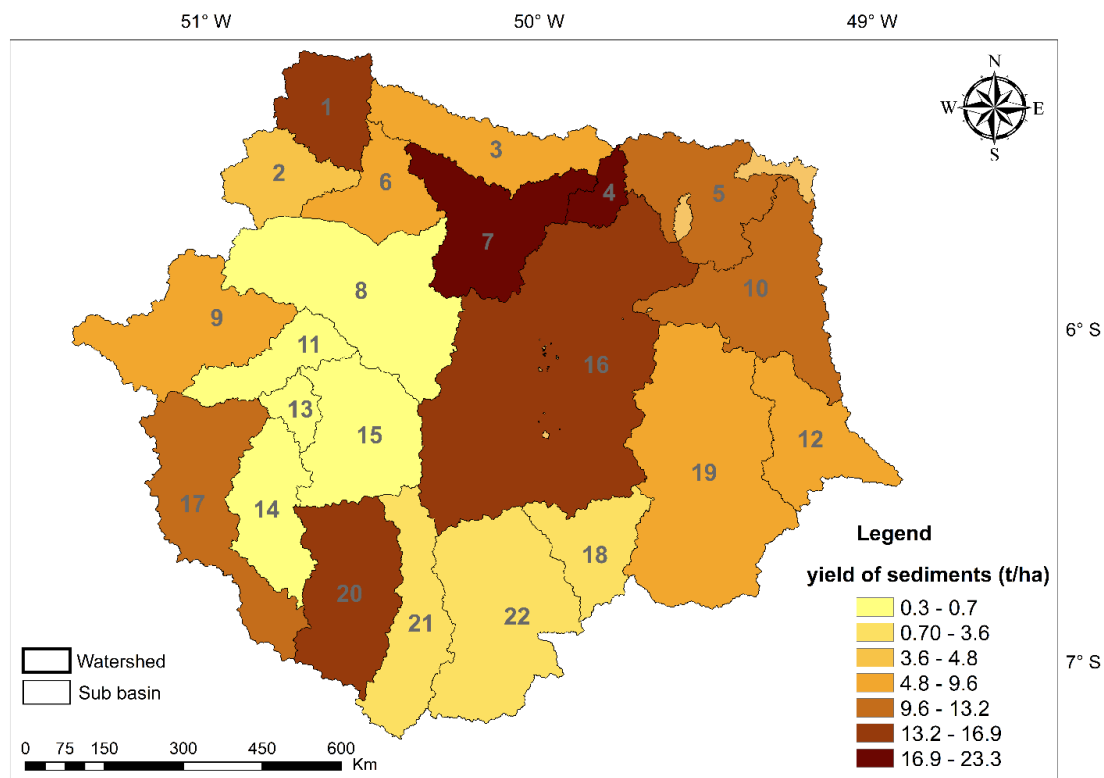 51° W 50° W 49° W
N
W E
S
1
3
2
6
4
5
7
8
10
9
6° S
11
16
13
15
12
19
17
14
18
20
22
21
7° S
Legend
yield of sediments (t/ha)
0.3 - 0.7
0.70 - 3.6
3.6 - 4.8
4.8 - 9.6
9.6 - 13.2
13.2 - 16.9
16.9 - 23.3
Watershed
Sub basin
0 75 150 300 450 600
Km